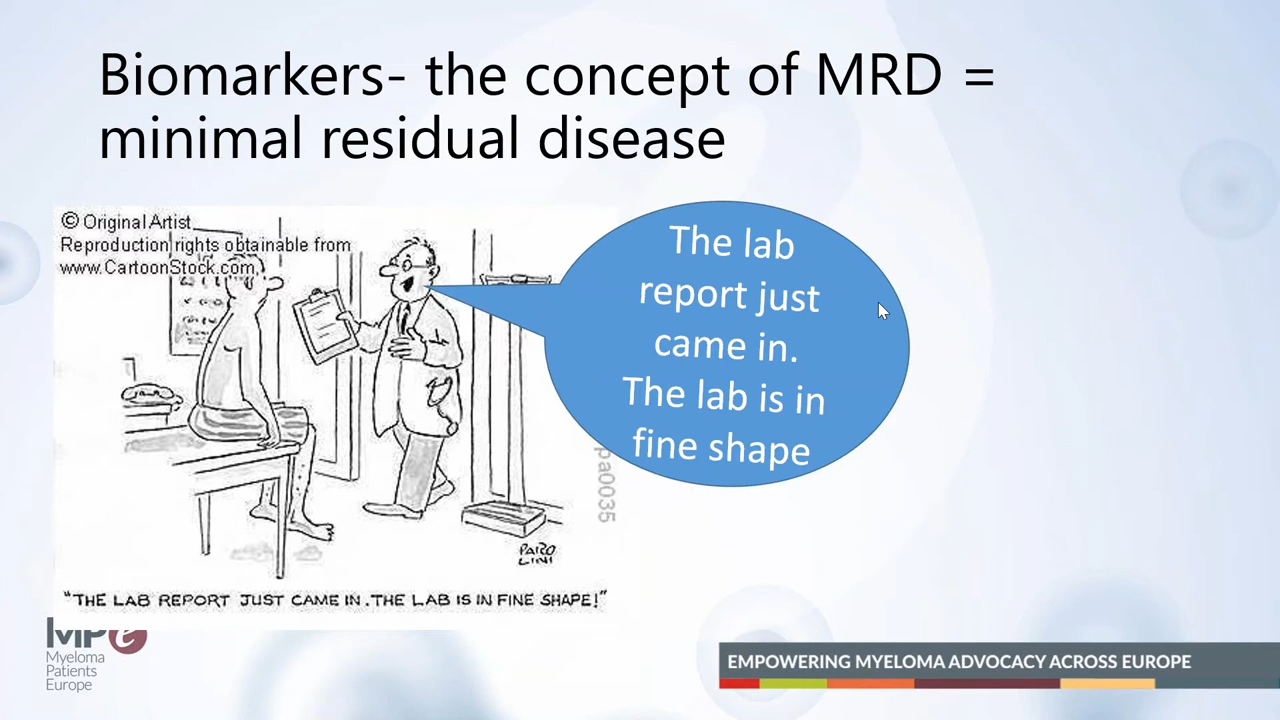 Biomarkers- the concept of MRD =
minimal residual disease
© Original Artist
Reproduction rights obtainable from
www.CartoonStock.com
The lab
report just
came in.
The lab is in
fine shape
pa0035
PARO
LINI
"THE LAB REPORT JUST CAME IN. THE LAB IS IN FINE SHAPE!"
MPe
Myeloma
Patients
Europe
EMPOWERING MYELOMA ADVOCACY ACROSS EUROPE